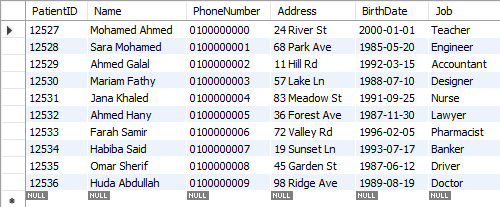 PatientID Name PhoneNumber Address BirthDate Job
12527 Mohamed Ahmed 0100000000 24 River St 2000-01-01 Teacher
12528 Sara Mohamed 0100000001 68 Park Ave 1985-05-20 Engineer
12529 Ahmed Galal 0100000002 11 Hill Rd 1992-03-15 Accountant
12530 Mariam Fathy 0100000003 57 Lake Ln 1988-07-10 Designer
12531 Jana Khaled 0100000004 83 Meadow St 1991-09-25 Nurse
12532 Ahmed Hany 0100000005 36 Forest Ave 1987-11-30 Lawyer
12533 Farah Samir 0100000006 72 Valley Rd 1996-02-05 Pharmacist
12534 Habiba Said 0100000007 19 Sunset Ln 1993-07-17 Banker
12535 Omar Sherif 0100000008 45 Garden St 1987-06-12 Driver
12536 Huda Abdullah 0100000009 98 Ridge Ave 1989-08-19 Doctor
NULL NULL NULL NULL NULL NULL